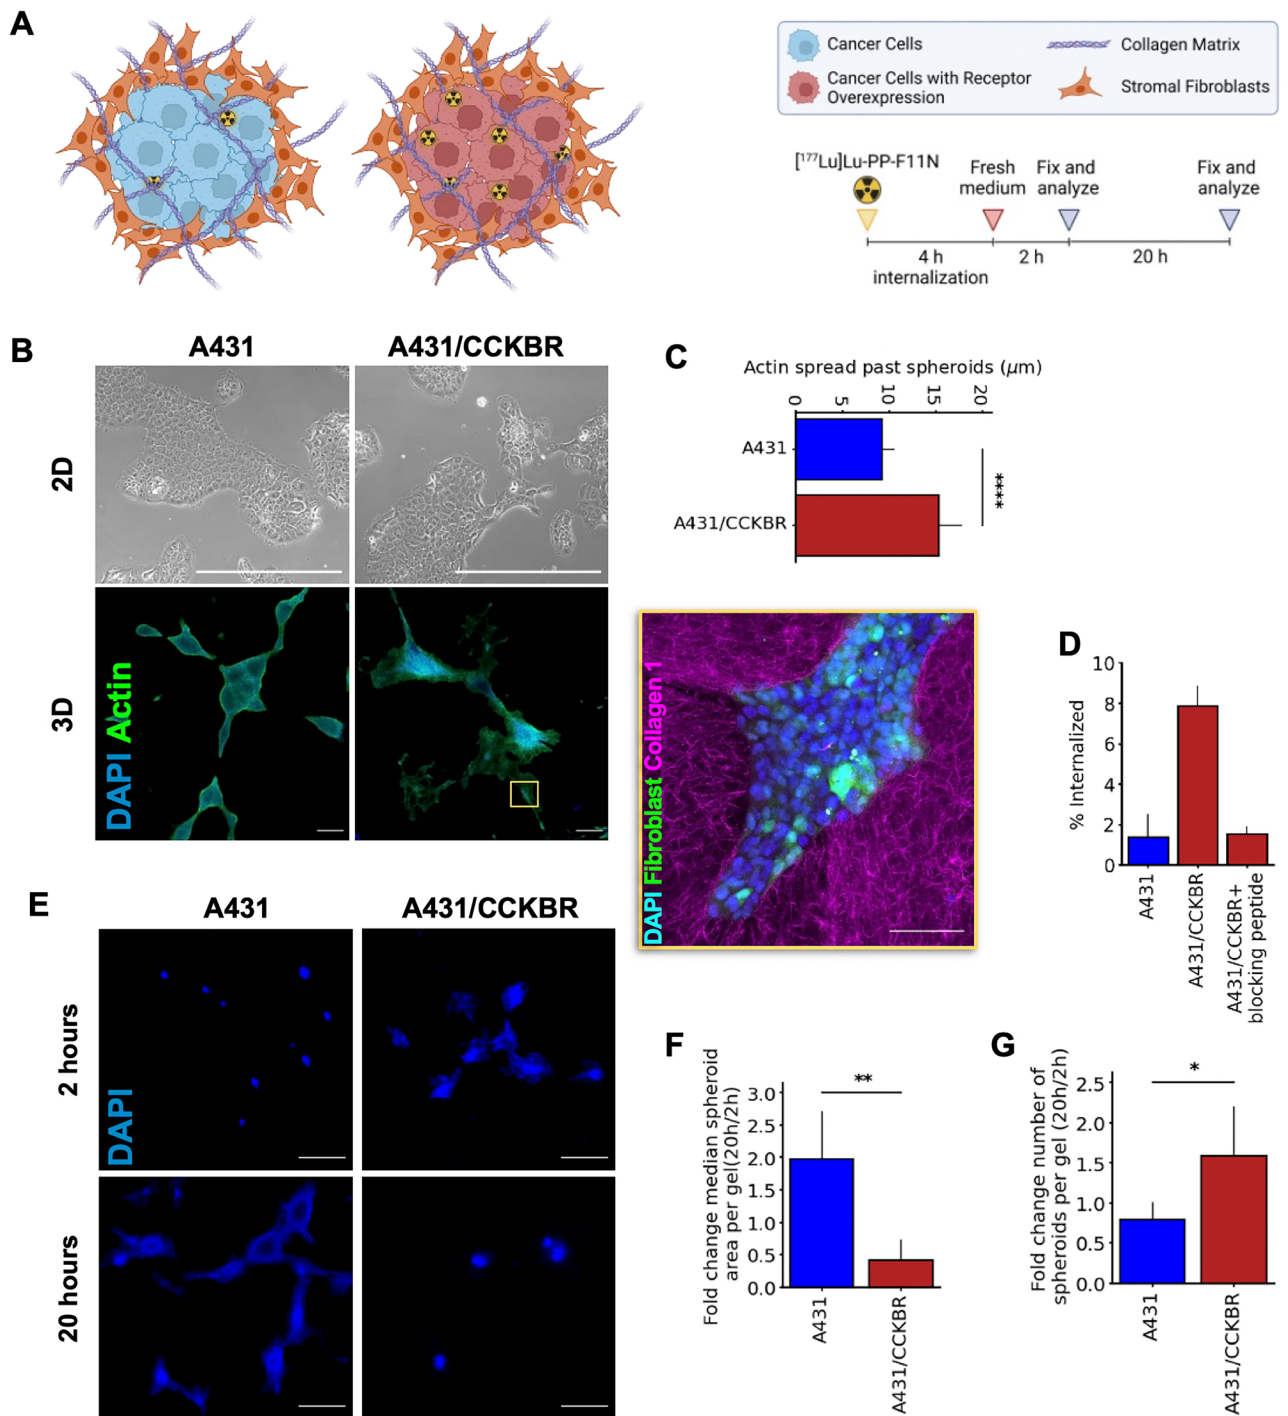 A
Cancer Cells
Collagen Matrix
Cancer Cells with Receptor
Overexpression
Stromal Fibroblasts
[¹⁷⁷Lu]Lu-PP-F11N
Fresh
medium
Fix and
analyze
Fix and
analyze
4 h
internalization
2 h
20 h
B
A431
A431/CCKBR
2D
3D
DAPI Actin
C
Actin spread past spheroids (μm)
0
5
10
15
20
A431
A431/CCKBR
****
DAPI Fibroblast Collagen 1
D
% Internalized
10
8
6
4
2
0
A431
A431/CCKBR
A431/CCKBR+
blocking peptide
E
A431
A431/CCKBR
2 hours
20 hours
DAPI
F
Fold change median spheroid
area per gel(20h/2h)
3.0
2.5
2.0
1.5
1.0
0.5
0.0
**
A431
A431/CCKBR
G
Fold change number of
spheroids per gel (20h/2h)
2.5
2.0
1.5
1.0
0.5
0.0
*
A431
A431/CCKBR